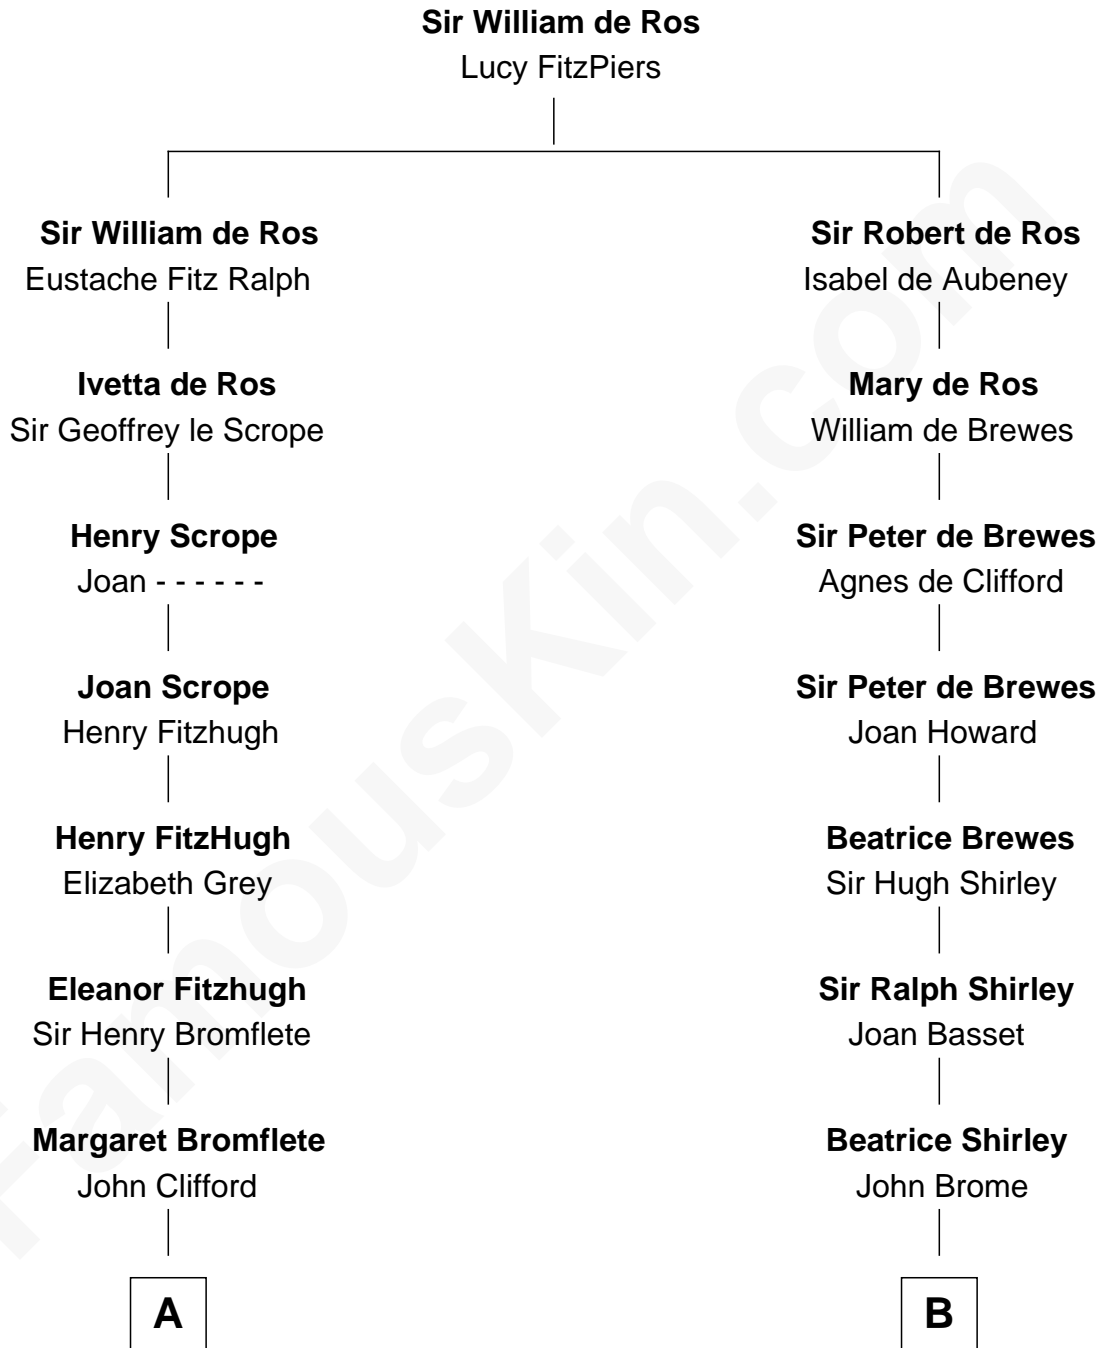 Sir William de Ros
Lucy FitzPiers
Sir William de Ros
Eustache Fitz Ralph
Ivetta de Ros
Sir Geoffrey le Scrope
Henry Scrope
Joan - - - - - -
Joan Scrope
Henry Fitzhugh
Henry FitzHugh
Elizabeth Grey
Eleanor Fitzhugh
Sir Henry Bromflete
Margaret Bromflete
John Clifford
A
Sir Robert de Ros
Isabel de Aubeney
Mary de Ros
William de Brewes
Sir Peter de Brewes
Agnes de Clifford
Sir Peter de Brewes
Joan Howard
Beatrice Brewes
Sir Hugh Shirley
Sir Ralph Shirley
Joan Basset
Beatrice Shirley
John Brome
B
FamousKin.com